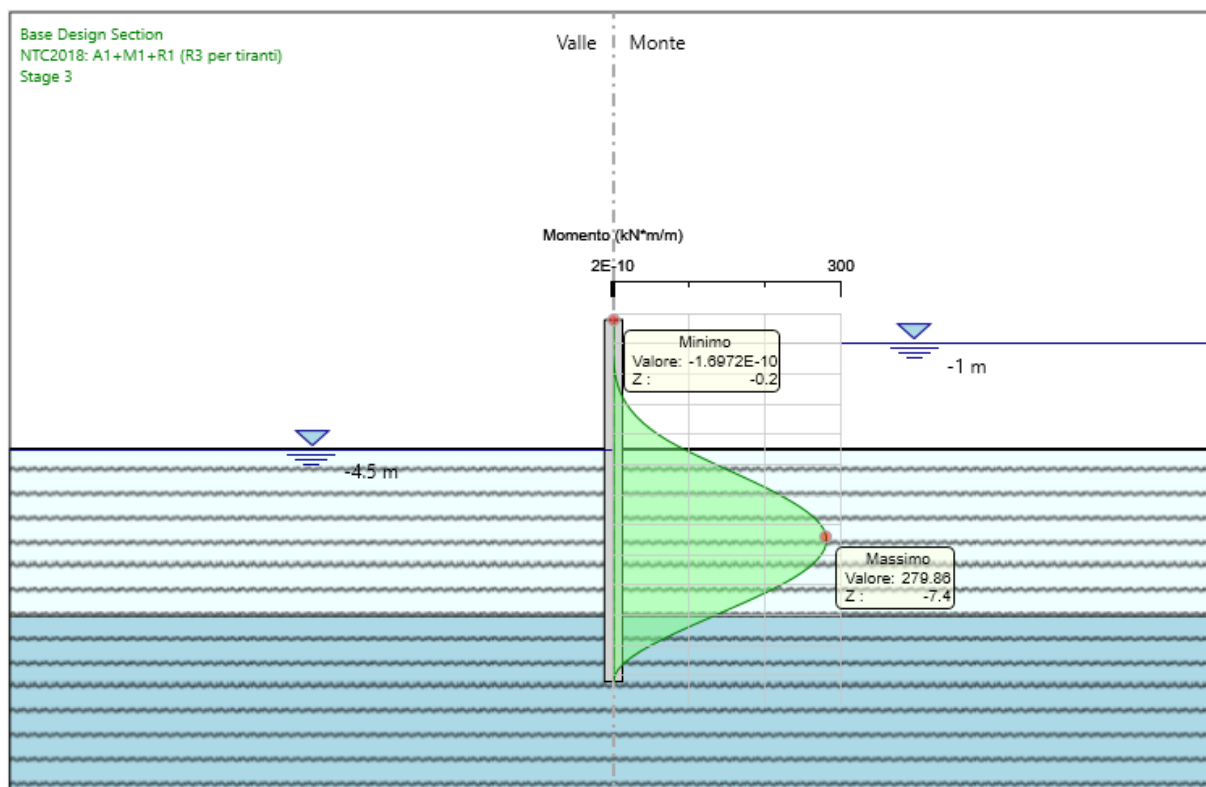 Base Design Section
NTC2018: A1+M1+R1 (R3 per tiranti)
Stage 3
Valle Monte
Momento (kN*m/m)
2E-10 300
Minimo
Valore: -1.6972E-10
Z : -0.2
-1 m
-4.5 m
Massimo
Valore: 279.86
Z : -7.4